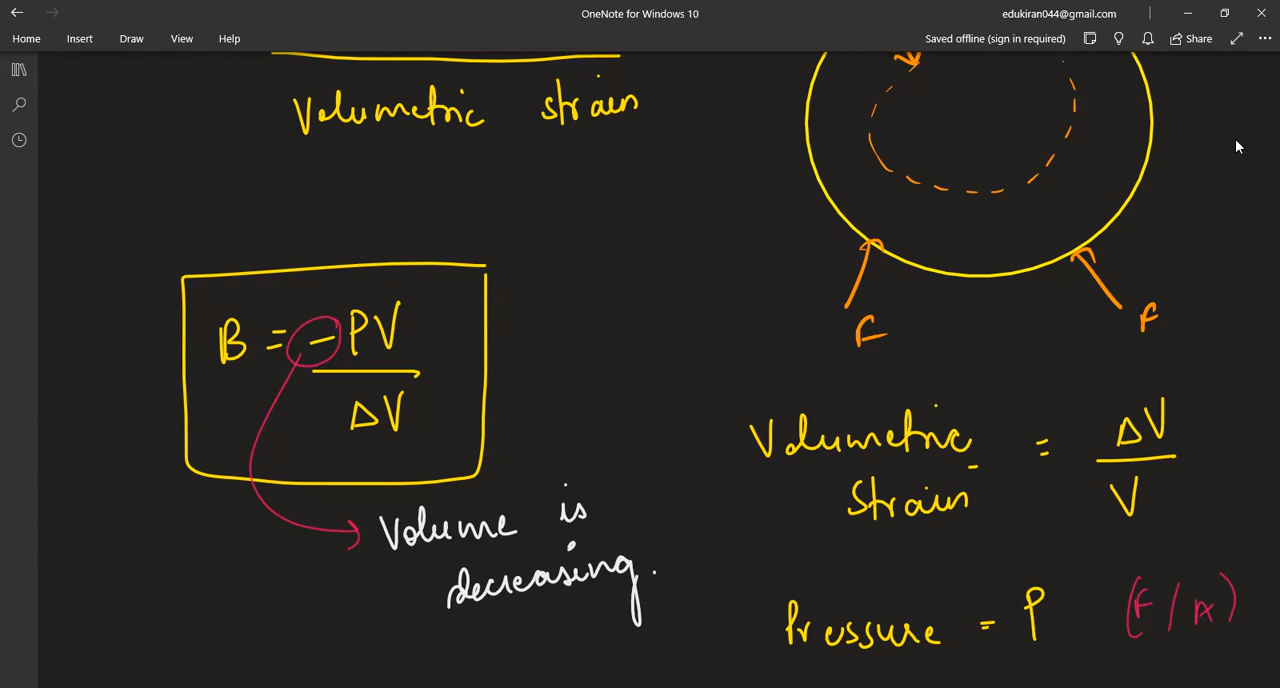 OneNote for Windows 10
edukiran044@gmail.com
Home Insert Draw View Help
Saved offline (sign in required)
Share
Volumetric strain
B = - PV
ΔV
F
F
Volume is
decreasing.
Volumetric = ΔV
Strain V
Pressure = P (F/A)